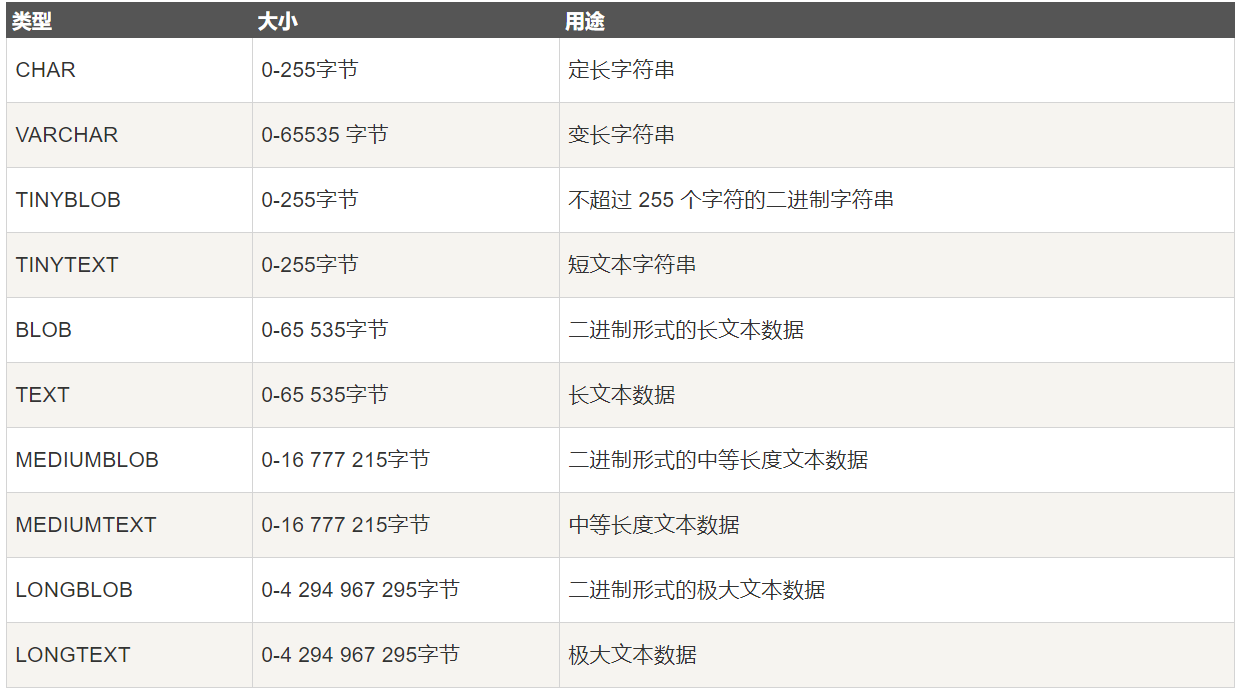 类型 大小 用途
CHAR 0-255字节 定长字符串
VARCHAR 0-65535 字节 变长字符串
TINYBLOB 0-255字节 不超过 255 个字符的二进制字符串
TINYTEXT 0-255字节 短文本字符串
BLOB 0-65 535字节 二进制形式的长文本数据
TEXT 0-65 535字节 长文本数据
MEDIUMBLOB 0-16 777 215字节 二进制形式的中等长度文本数据
MEDIUMTEXT 0-16 777 215字节 中等长度文本数据
LONGBLOB 0-4 294 967 295字节 二进制形式的极大文本数据
LONGTEXT 0-4 294 967 295字节 极大文本数据